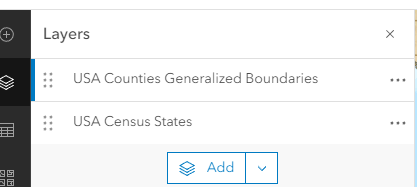 Layers
USA Counties Generalized Boundaries
USA Census States
Add